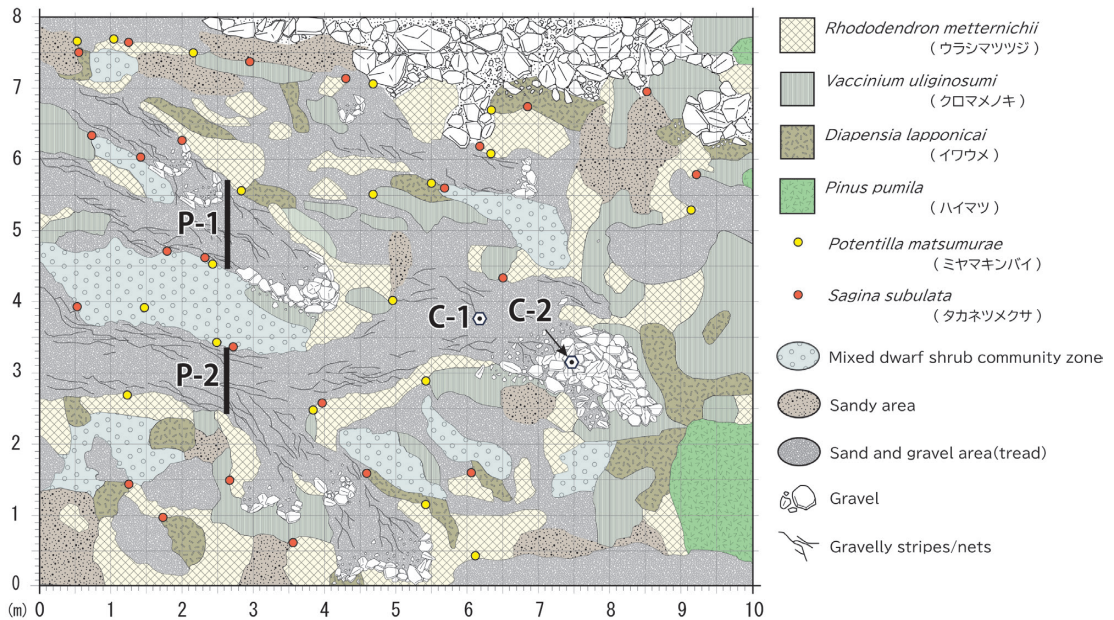 8
7
6
5
4
3
2
1
0
(m)
0 1 2 3 4 5 6 7 8 9 10
P-1
P-2
C-1
C-2
Rhododendron metternichii
（ウラシマツツジ）
Vaccinium uliginosumi
（クロマメノキ）
Diapensia lapponicai
（イワウメ）
Pinus pumila
（ハイマツ）
Potentilla matsumurae
（ミヤマキンバイ）
Sagina subulata
（タカネツメクサ）
Mixed dwarf shrub community zone
Sandy area
Sand and gravel area(tread)
Gravel
Gravelly stripes/nets